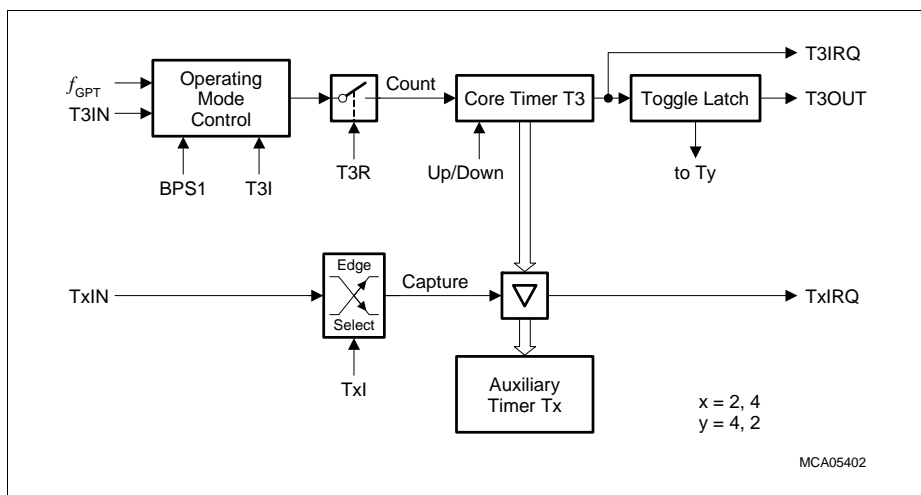 T3IRQ
fGPT
Operating
Mode
Control
Count
Core Timer T3
Toggle Latch
T3OUT
T3IN
T3R
Up/Down
to Ty
BPS1
T3I
Edge
Select
Capture
TxIN
TxIRQ
TxI
Auxiliary
Timer Tx
x = 2, 4
y = 4, 2
MCA05402